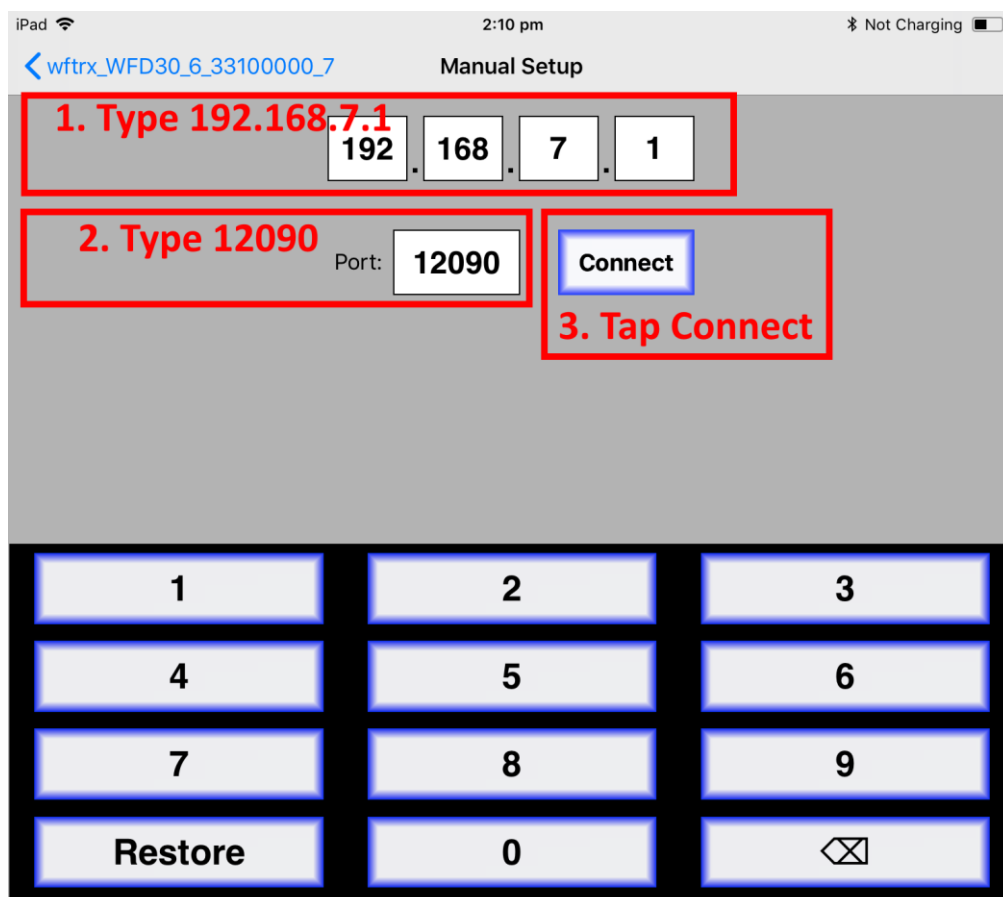 iPad 2:10 pm Not Charging
wftrx_WFD30_6_33100000_7 Manual Setup
1. Type 192.168.7.1
192 . 168 . 7 . 1
2. Type 12090
Port: 12090 Connect
3. Tap Connect
1 2 3
4 5 6
7 8 9
Restore 0